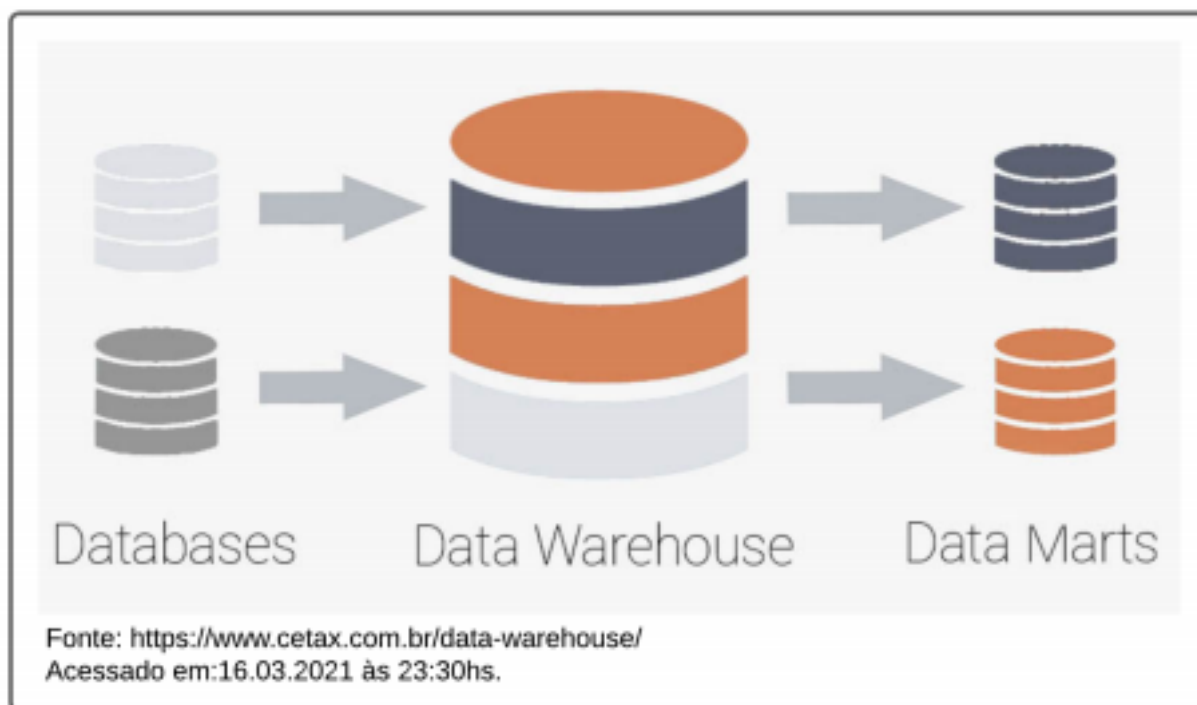 Databases
Data Warehouse
Data Marts
Fonte: https://www.cetax.com.br/data-warehouse/
Acessado em:16.03.2021 às 23:30hs.